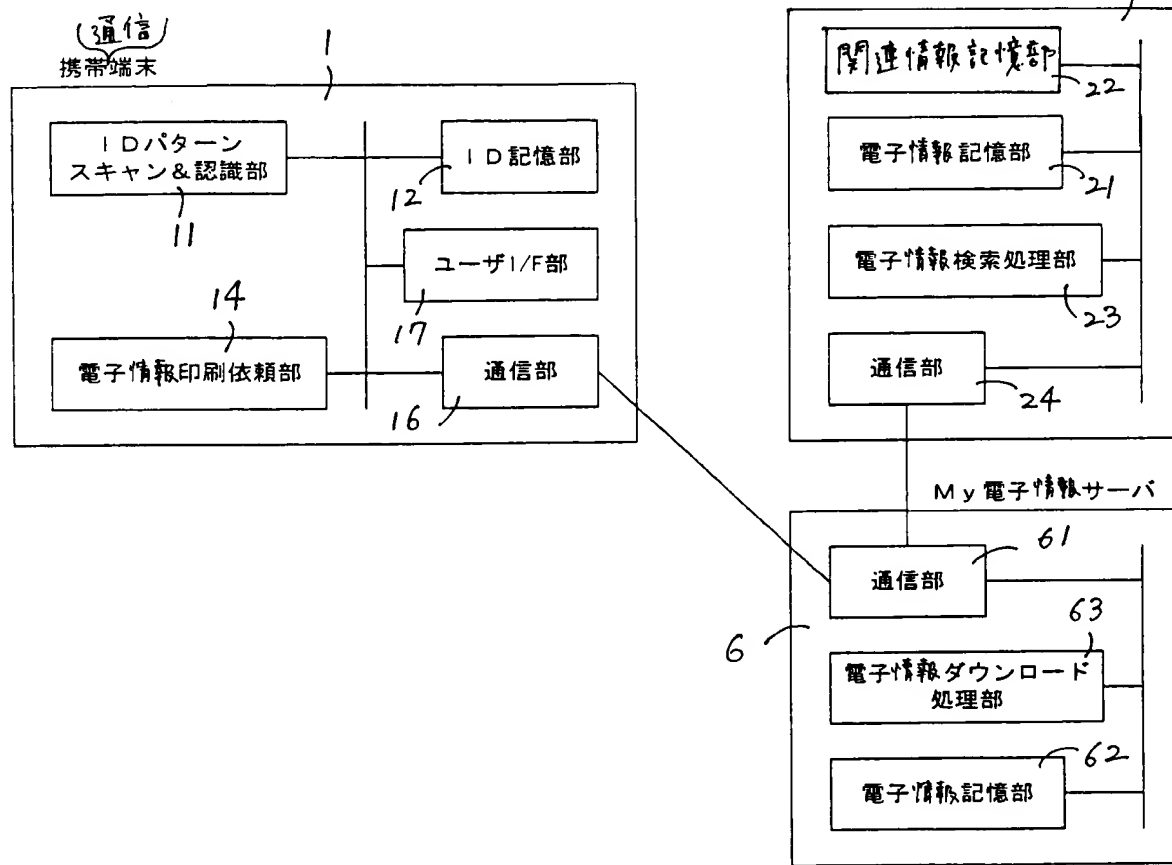 通信
携帯端末
1
IDパターン
スキャン&認識部
11
ID記憶部
12
ユーザI/F部
17
14
電子情報印刷依頼部
通信部
16
関連情報記憶部
22
電子情報記憶部
21
電子情報検索処理部
23
通信部
24
My電子情報サーバ
6
通信部
61
63
電子情報ダウンロード
処理部
62
電子情報記憶部